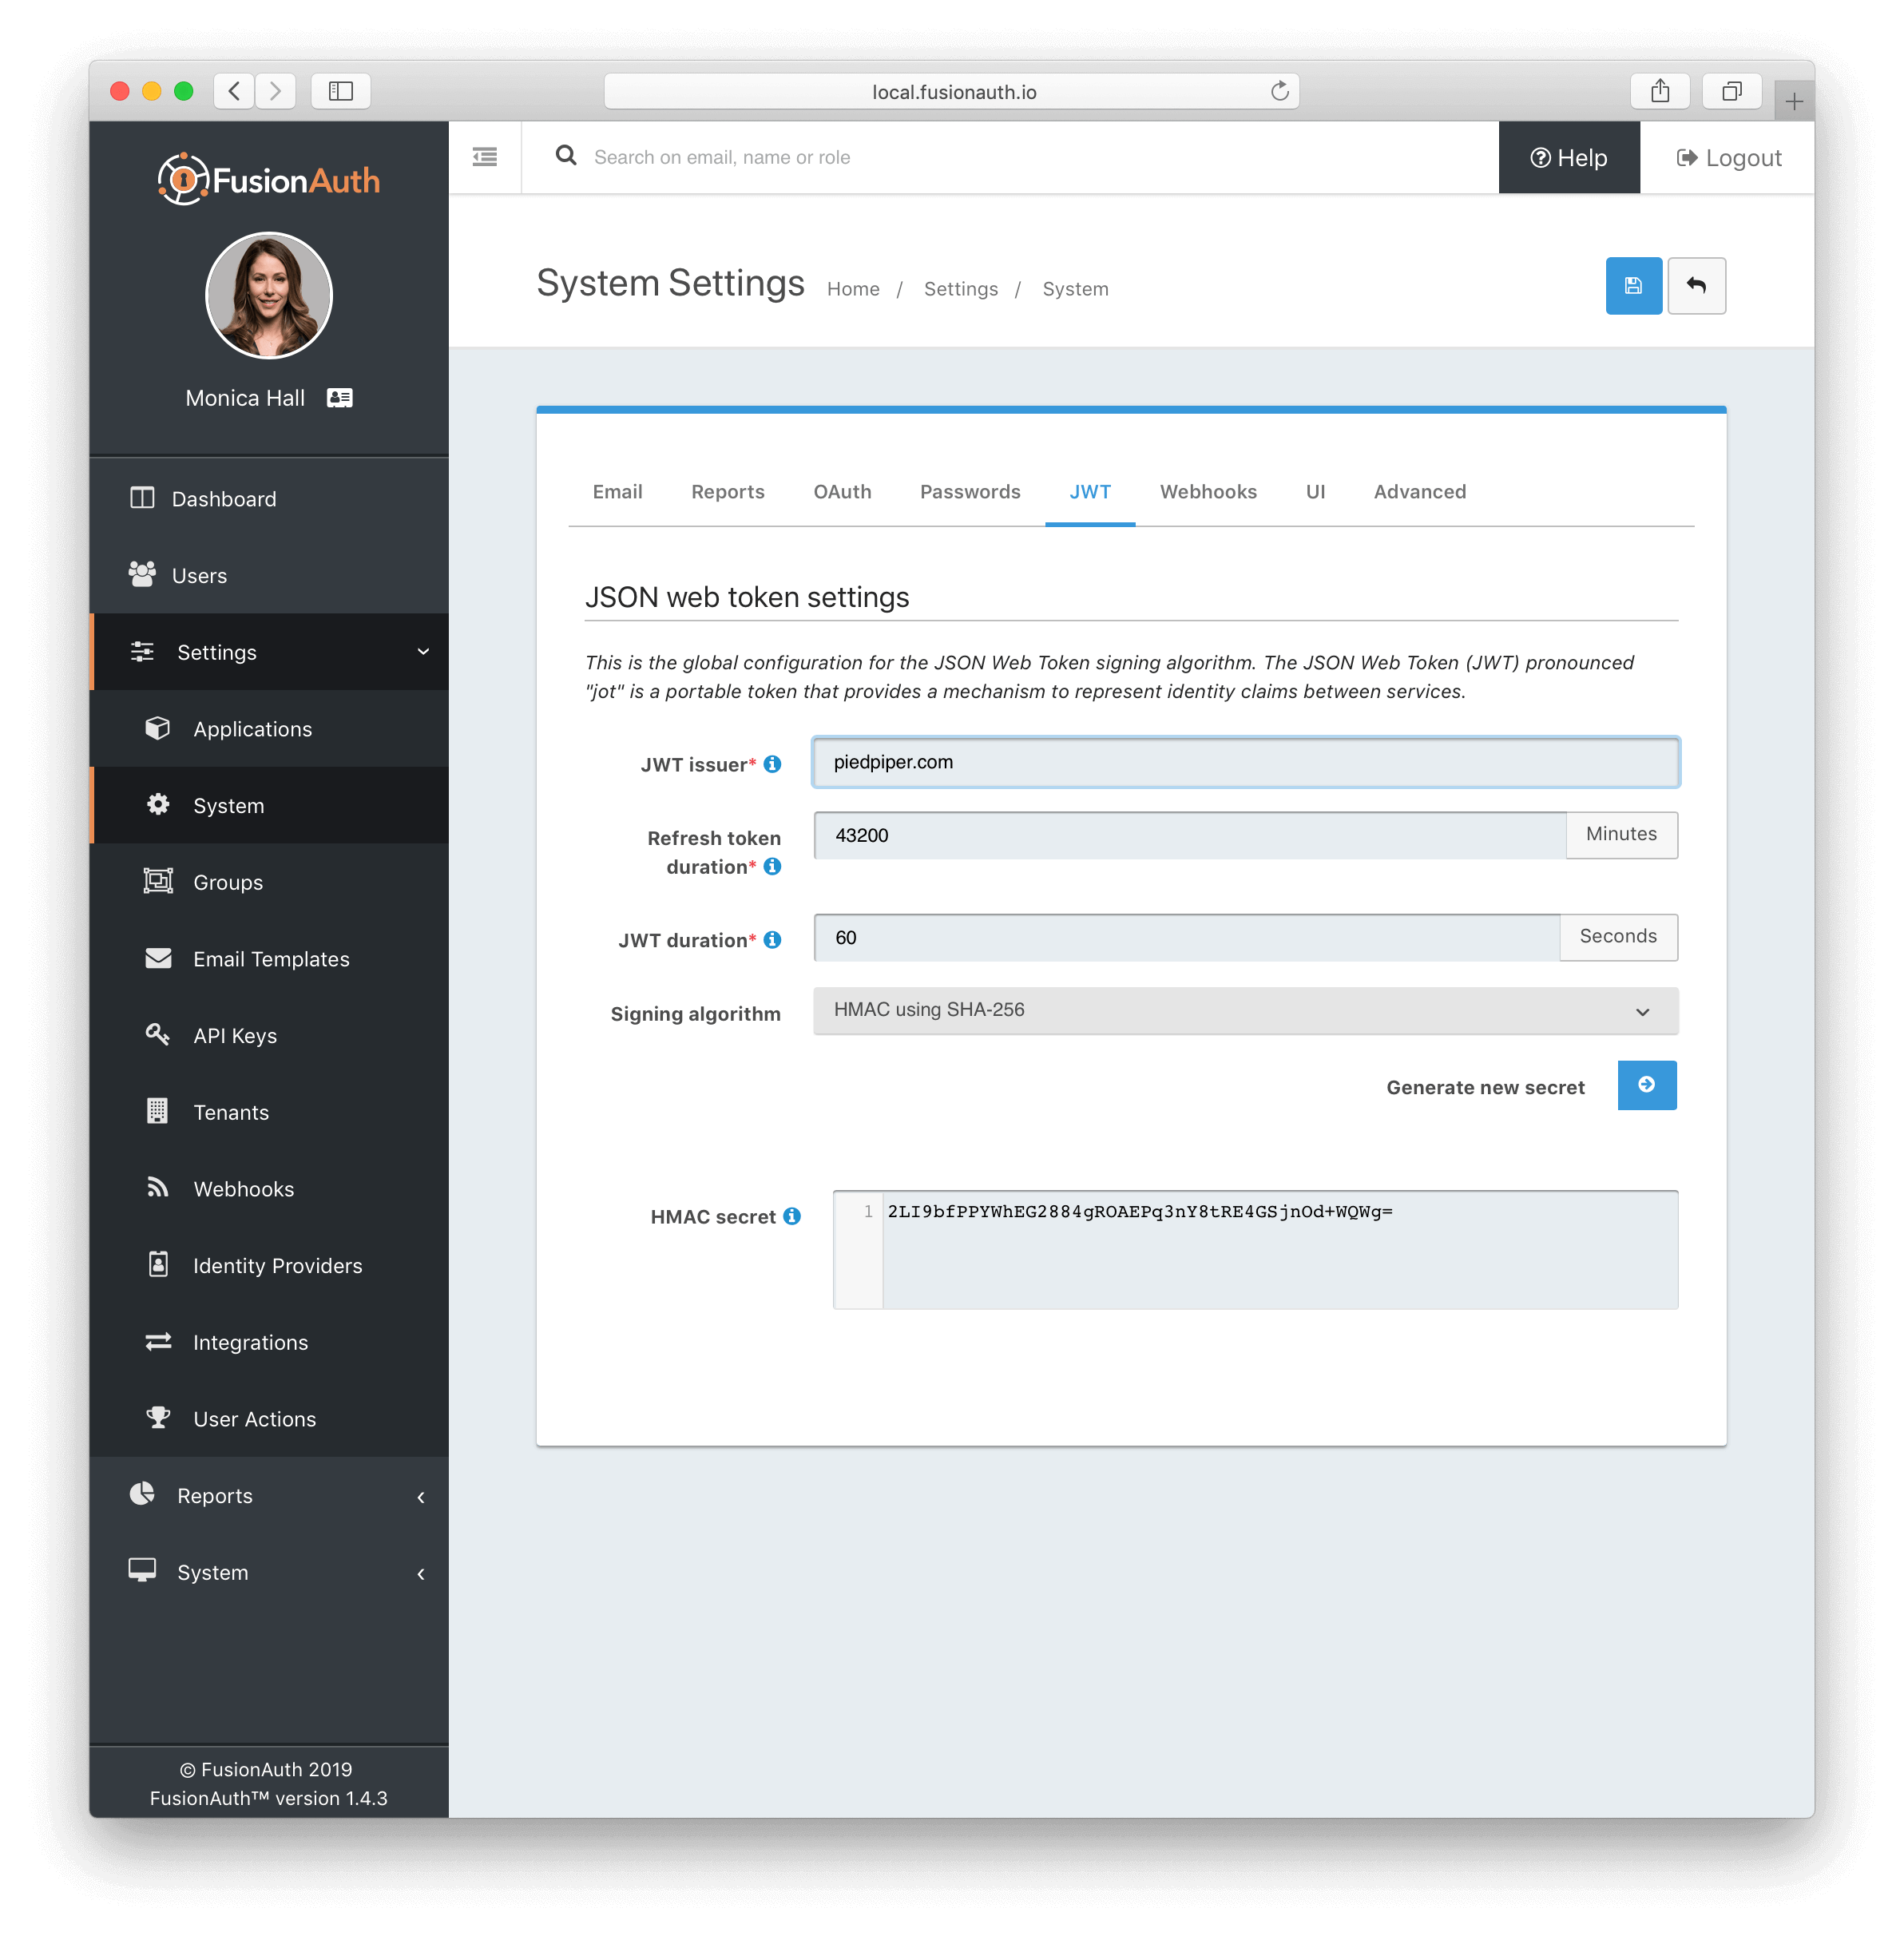 local.fusionauth.io
FusionAuth
Search on email, name or role
Help
Logout
Monica Hall
System Settings
Home / Settings / System
Dashboard
Users
Settings
Applications
System
Groups
Email Templates
API Keys
Tenants
Webhooks
Identity Providers
Integrations
User Actions
Reports
System
© FusionAuth 2019
FusionAuth™ version 1.4.3
Email Reports OAuth Passwords JWT Webhooks UI Advanced
JSON web token settings
This is the global configuration for the JSON Web Token signing algorithm. The JSON Web Token (JWT) pronounced
"jot" is a portable token that provides a mechanism to represent identity claims between services.
JWT issuer* piedpiper.com
Refresh token
duration* 43200 Minutes
JWT duration* 60 Seconds
Signing algorithm HMAC using SHA-256
Generate new secret
HMAC secret 1 2LI9bfPPYWhEG2884gROAEPq3nY8tRE4GSjnOd+WQWg=